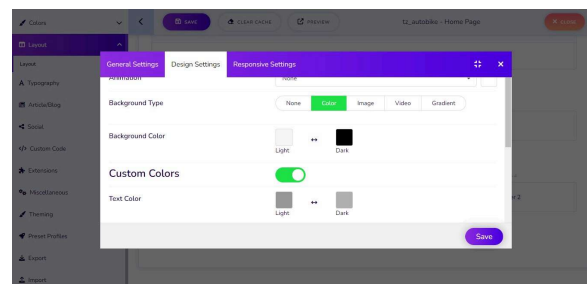 Colors
SAVE
CLEAR CACHE
PREVIEW
tz_autobike - Home Page
CLOSE
Layout
Layout
General Settings
Design Settings
Responsive Settings
Animation
None
Typography
Background Type
None
Color
Image
Video
Gradient
Article/Blog
Social
Background Color
Light
Dark
</> Custom Code
Extensions
Custom Colors
Miscellaneous
Text Color
Light
Dark
Theming
Preset Profiles
Save
Export
Import